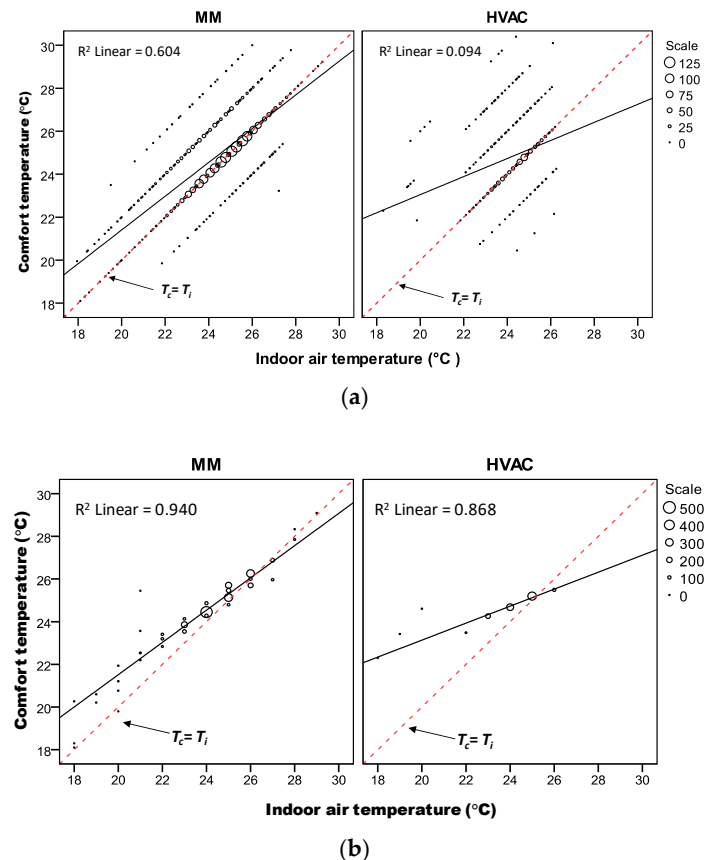 (a)
MM
HVAC
R² Linear = 0.604
R² Linear = 0.094
Scale
125
100
75
50
25
0
Comfort temperature (°C)
30
28
26
24
22
20
18
Tc= Ti
Tc= Ti
18 20 22 24 26 28 30
18 20 22 24 26 28 30
Indoor air temperature (°C )
(a)
MM
HVAC
R² Linear = 0.940
R² Linear = 0.868
Scale
500
400
300
200
100
0
Comfort temperature (°C)
30
28
26
24
22
20
18
Tc= Ti
Tc= Ti
18 20 22 24 26 28 30
18 20 22 24 26 28 30
Indoor air temperature (°C)
(b)